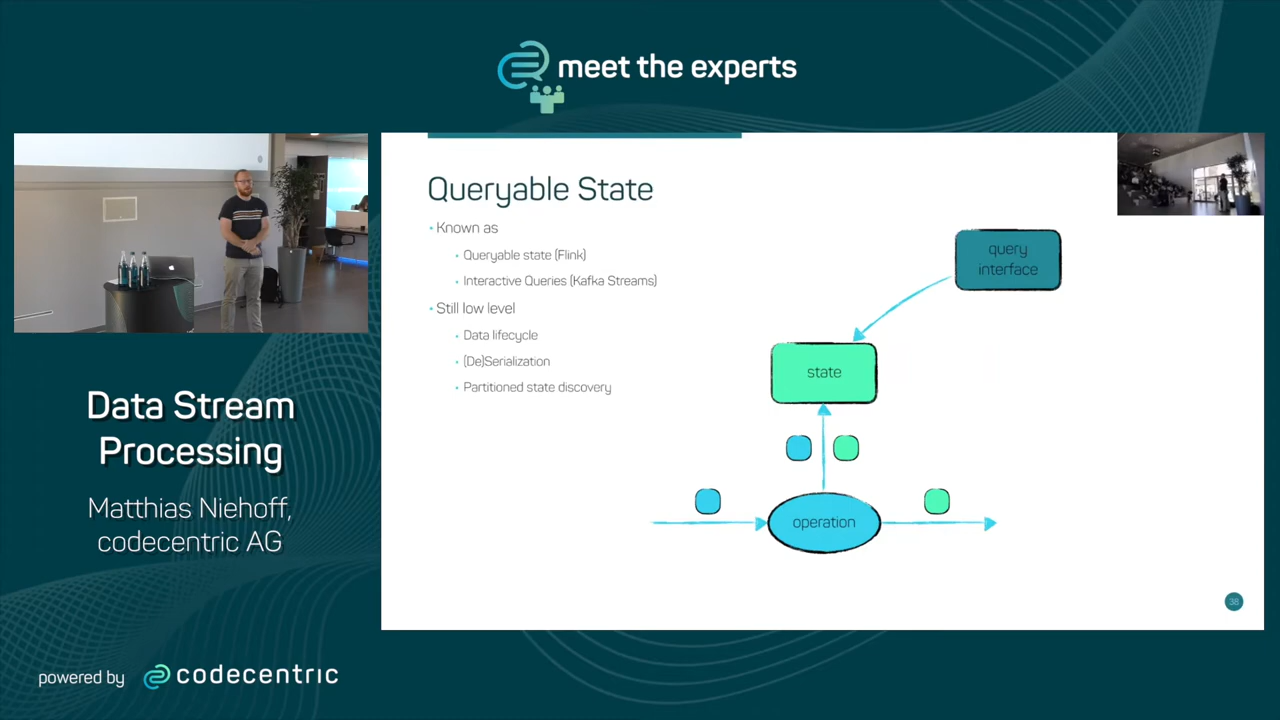 meet the experts
Data Stream
Processing
Matthias Niehoff,
codecentric AG
powered by codecentric
Queryable State
• Known as
• Queryable state (Flink)
• Interactive Queries (Kafka Streams)
• Still low level
• Data lifecycle
• (De)Serialization
• Partitioned state discovery
query
interface
state
operation
38